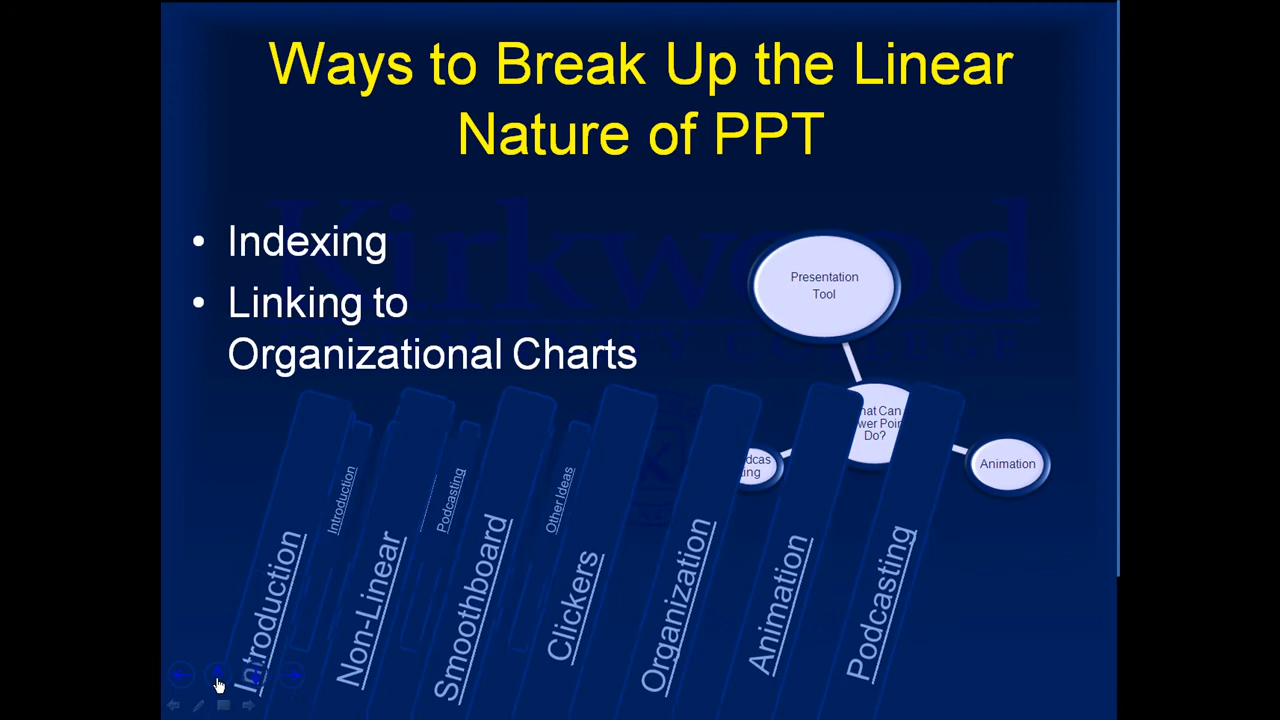 Ways to Break Up the Linear
Nature of PPT
• Indexing
• Linking to
Organizational Charts
Kirkwood
Presentation
Tool
hat Can
wer Poin
Do?
dcas
ing
Animation
Introduction
Podcasting
Other Ideas
Introduction
Non-Linear
Smoothboard
Clickers
Organization
Animation
Podcasting